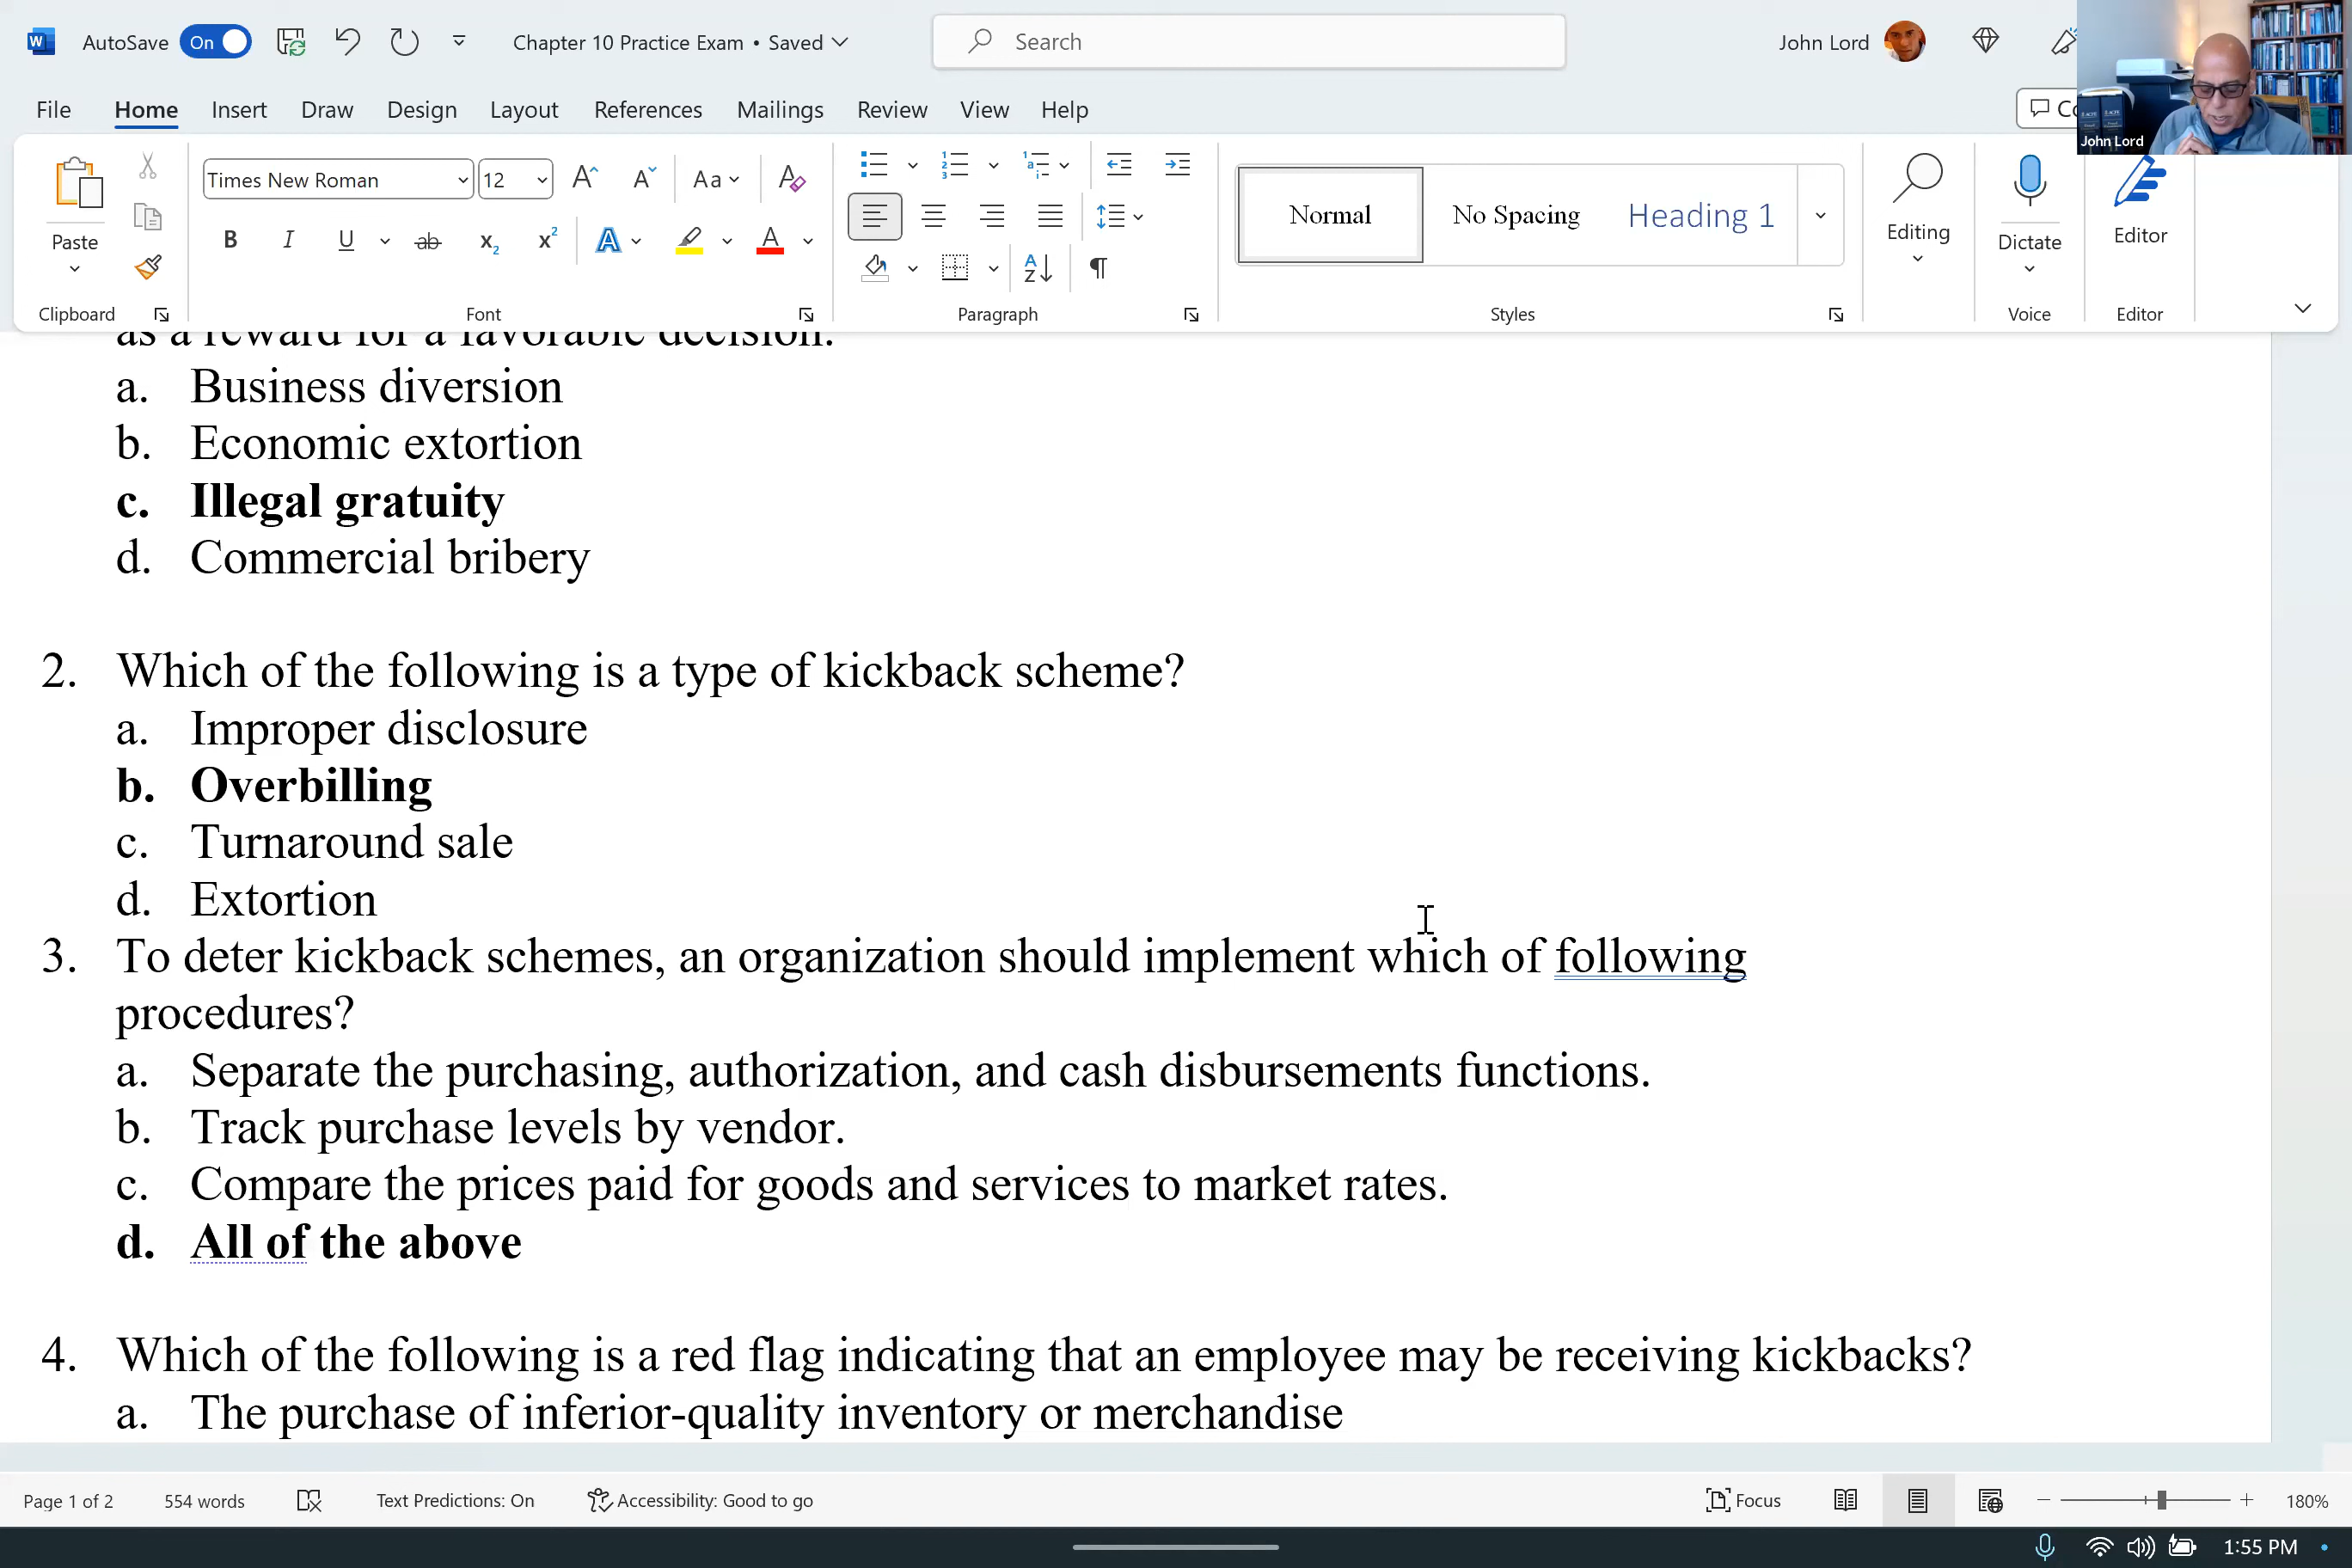 AutoSave On Chapter 10 Practice Exam • Saved Search John Lord
File Home Insert Draw Design Layout References Mailings Review View Help
John Lord
Times New Roman 12 Aa
Paste Normal No Spacing Heading 1 Editing Dictate Editor
Clipboard Font Paragraph Styles Voice Editor
as a reward for a favorable decision.
a. Business diversion
b. Economic extortion
c. Illegal gratuity
d. Commercial bribery
2. Which of the following is a type of kickback scheme?
a. Improper disclosure
b. Overbilling
c. Turnaround sale
d. Extortion
3. To deter kickback schemes, an organization should implement which of following
procedures?
a. Separate the purchasing, authorization, and cash disbursements functions.
b. Track purchase levels by vendor.
c. Compare the prices paid for goods and services to market rates.
d. All of the above
4. Which of the following is a red flag indicating that an employee may be receiving kickbacks?
a. The purchase of inferior-quality inventory or merchandise
Page 1 of 2 554 words Text Predictions: On Accessibility: Good to go Focus 180%
1:55 PM